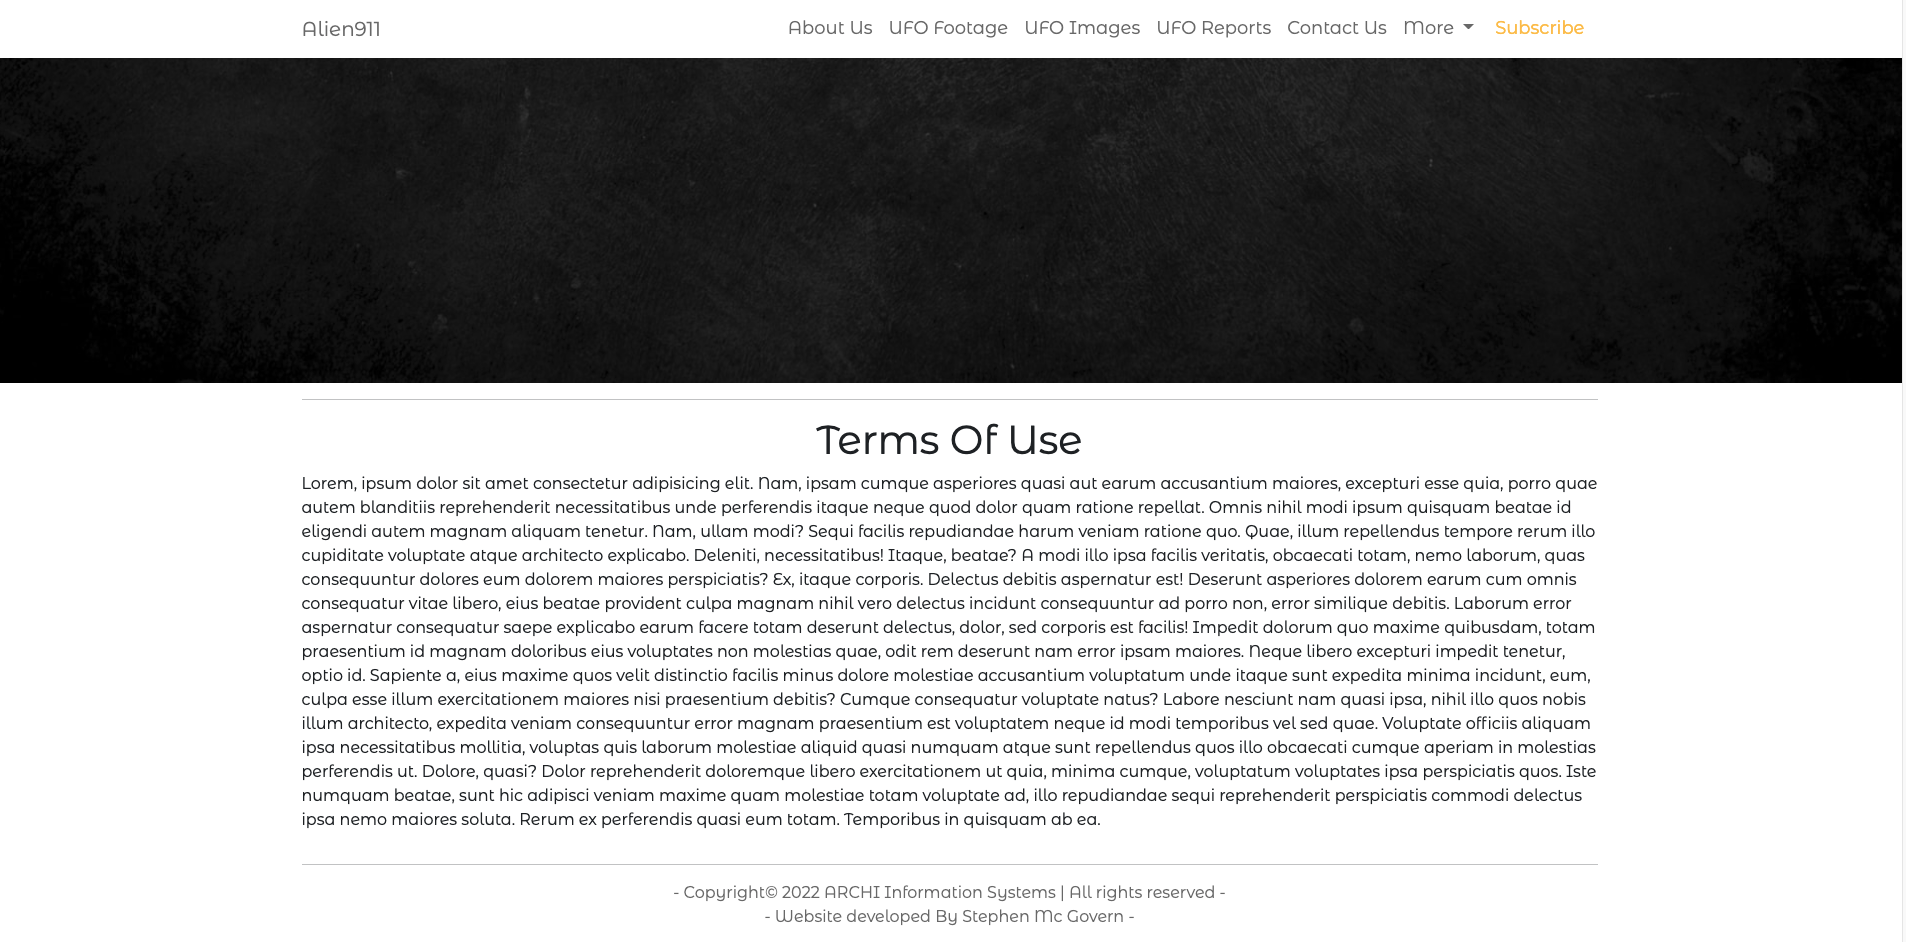 Alien911
About Us UFO Footage UFO Images UFO Reports Contact Us More Subscribe
Terms Of Use
Lorem, ipsum dolor sit amet consectetur adipisicing elit. Nam, ipsam cumque asperiores quasi aut earum accusantium maiores, excepturi esse quia, porro quae
autem blanditiis reprehenderit necessitatibus unde perferendis itaque neque quod dolor quam ratione repellat. Omnis nihil modi ipsum quisquam beatae id
eligendi autem magnam aliquam tenetur. Nam, ullam modi? Sequi facilis repudiandae harum veniam ratione quo. Quae, illum repellendus tempore rerum illo
cupiditate voluptate atque architecto explicabo. Deleniti, necessitatibus! Itaque, beatae? A modi illo ipsa facilis veritatis, obcaecati totam, nemo laborum, quas
consequuntur dolores eum dolorem maiores perspiciatis? Ex, itaque corporis. Delectus debitis aspernatur est! Deserunt asperiores dolorem earum cum omnis
consequatur vitae libero, eius beatae provident culpa magnam nihil vero delectus incidunt consequuntur ad porro non, error similique debitis. Laborum error
aspernatur consequatur saepe explicabo earum facere totam deserunt delectus, dolor, sed corporis est facilis! Impedit dolorum quo maxime quibusdam, totam
praesentium id magnam doloribus eius voluptates non molestias quae, odit rem deserunt nam error ipsam maiores. Neque libero excepturi impedit tenetur,
optio id. Sapiente a, eius maxime quos velit distinctio facilis minus dolore molestiae accusantium voluptatum unde itaque sunt expedita minima incidunt, eum,
culpa esse illum exercitationem maiores nisi praesentium debitis? Cumque consequatur voluptate natus? Labore nesciunt nam quasi ipsa, nihil illo quos nobis
illum architecto, expedita veniam consequuntur error magnam praesentium est voluptatem neque id modi temporibus vel sed quae. Voluptate officiis aliquam
ipsa necessitatibus mollitia, voluptas quis laborum molestiae aliquid quasi numquam atque sunt repellendus quos illo obcaecati cumque aperiam in molestias
perferendis ut. Dolore, quasi? Dolor reprehenderit doloremque libero exercitationem ut quia, minima cumque, voluptatum voluptates ipsa perspiciatis quos. Iste
numquam beatae, sunt hic adipisci veniam maxime quam molestiae totam voluptate ad, illo repudiandae sequi reprehenderit perspiciatis commodi delectus
ipsa nemo maiores soluta. Rerum ex perferendis quasi eum totam. Temporibus in quisquam ab ea.
- Copyright© 2022 ARCHI Information Systems | All rights reserved -
- Website developed By Stephen Mc Govern -